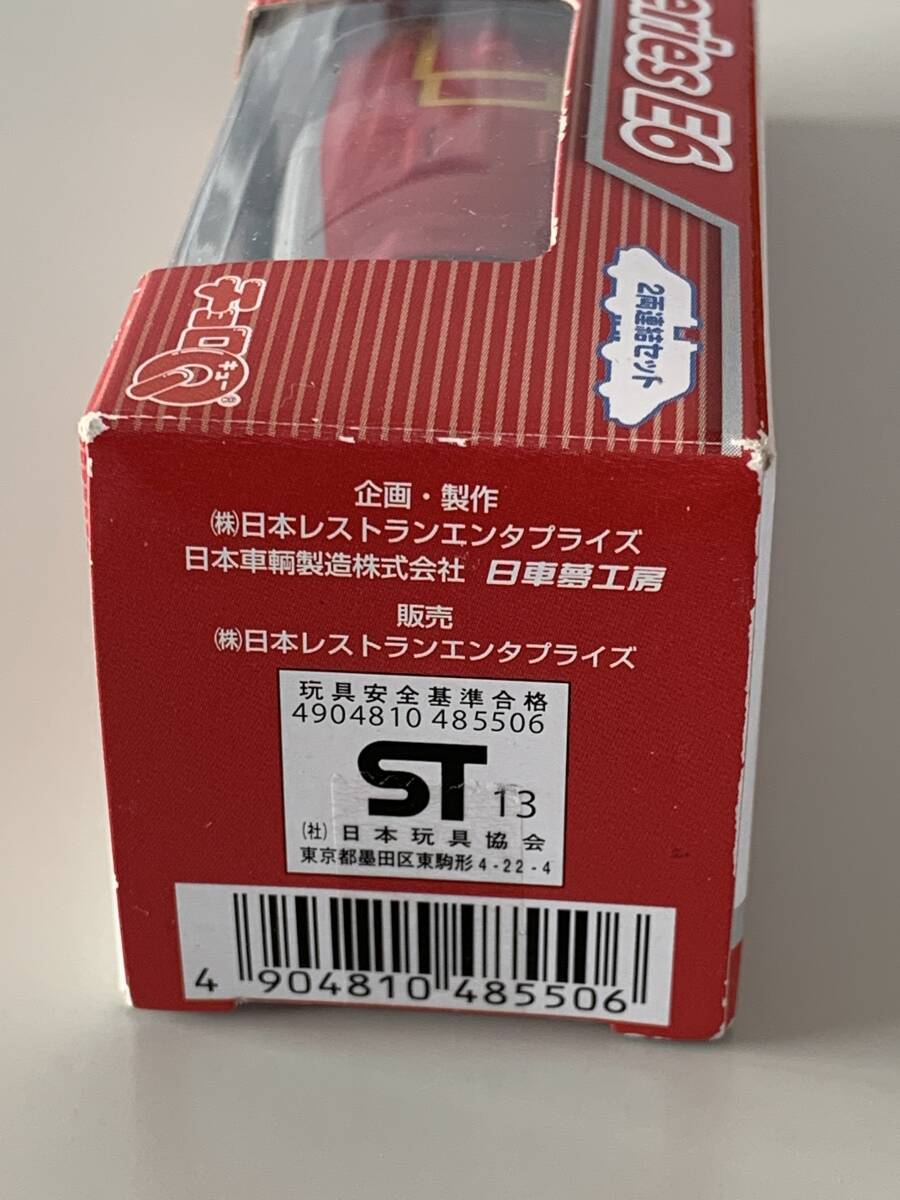 eries E6
2両連結セット
チョロQ
キュー®
企画・製作
㈱日本レストランエンタプライズ
日本車輌製造株式会社 日車夢工房
販売
㈱日本レストランエンタプライズ
玩具安全基準合格
4904810 485506
ST 13
(社) 日本玩具協会
東京都墨田区東駒形4-22-4
4 904810 485506